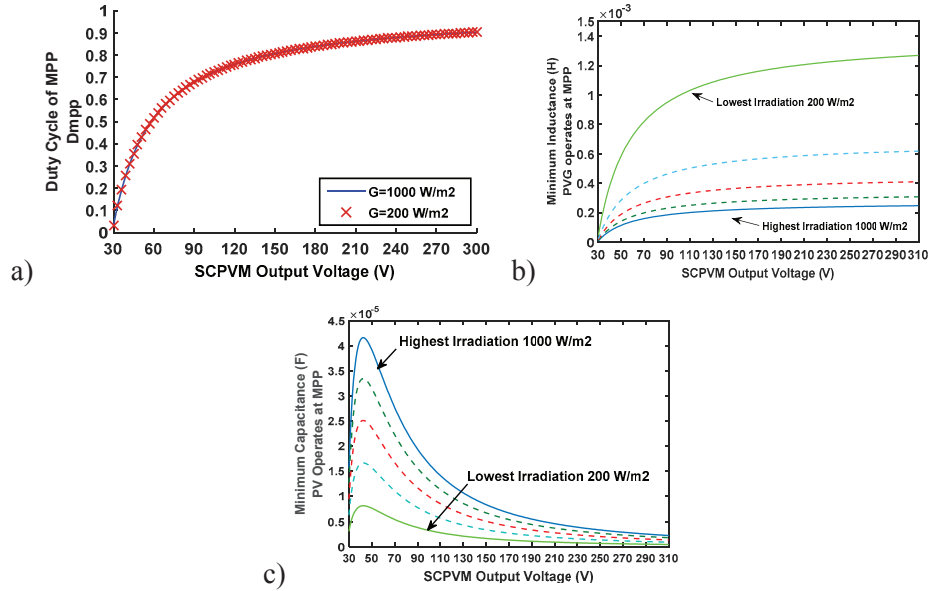 a)
Duty Cycle of MPP
Dmpp
1
0.9
0.8
0.7
0.6
0.5
0.4
0.3
0.2
0.1
0
G=1000 W/m2
G=200 W/m2
30 60 90 120 150 180 210 240 270 300
SCPVM Output Voltage (V)
b)
×10⁻³
Minimum Inductance (H)
PVG operates at MPP
1.5
1.4
1.2
1
0.8
0.6
0.4
0.2
0
Lowest Irradiation 200 W/m2
Highest Irradiation 1000 W/m2
30 50 70 90 110 130 150 170 190 210 230 250 270 290 310
SCPVM Output Voltage (V)
c)
×10⁻⁵
Minimum Capacitance (F)
PV Operates at MPP
4.5
4
3.5
3
2.5
2
1.5
1
0.5
0
Highest Irradiation 1000 W/m2
Lowest Irradiation 200 W/m2
30 50 70 90 110 130 150 170 190 210 230 250 270 290 310
SCPVM Output Voltage (V)